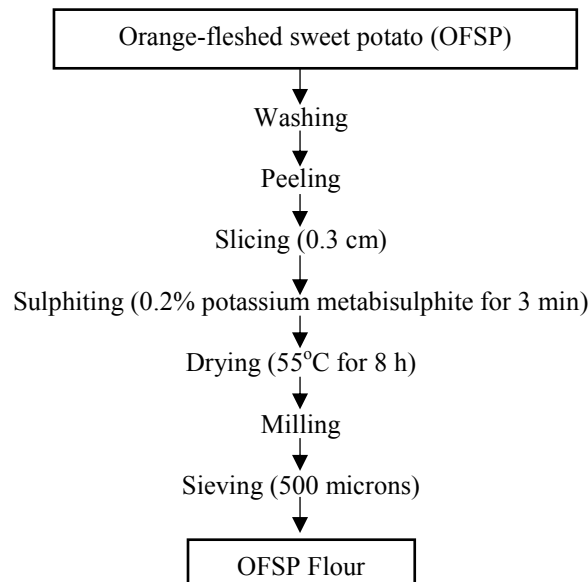 Orange-fleshed sweet potato (OFSP)
Washing
Peeling
Slicing (0.3 cm)
Sulphiting (0.2% potassium metabisulphite for 3 min)
Drying (55°C for 8 h)
Milling
Sieving (500 microns)
OFSP Flour